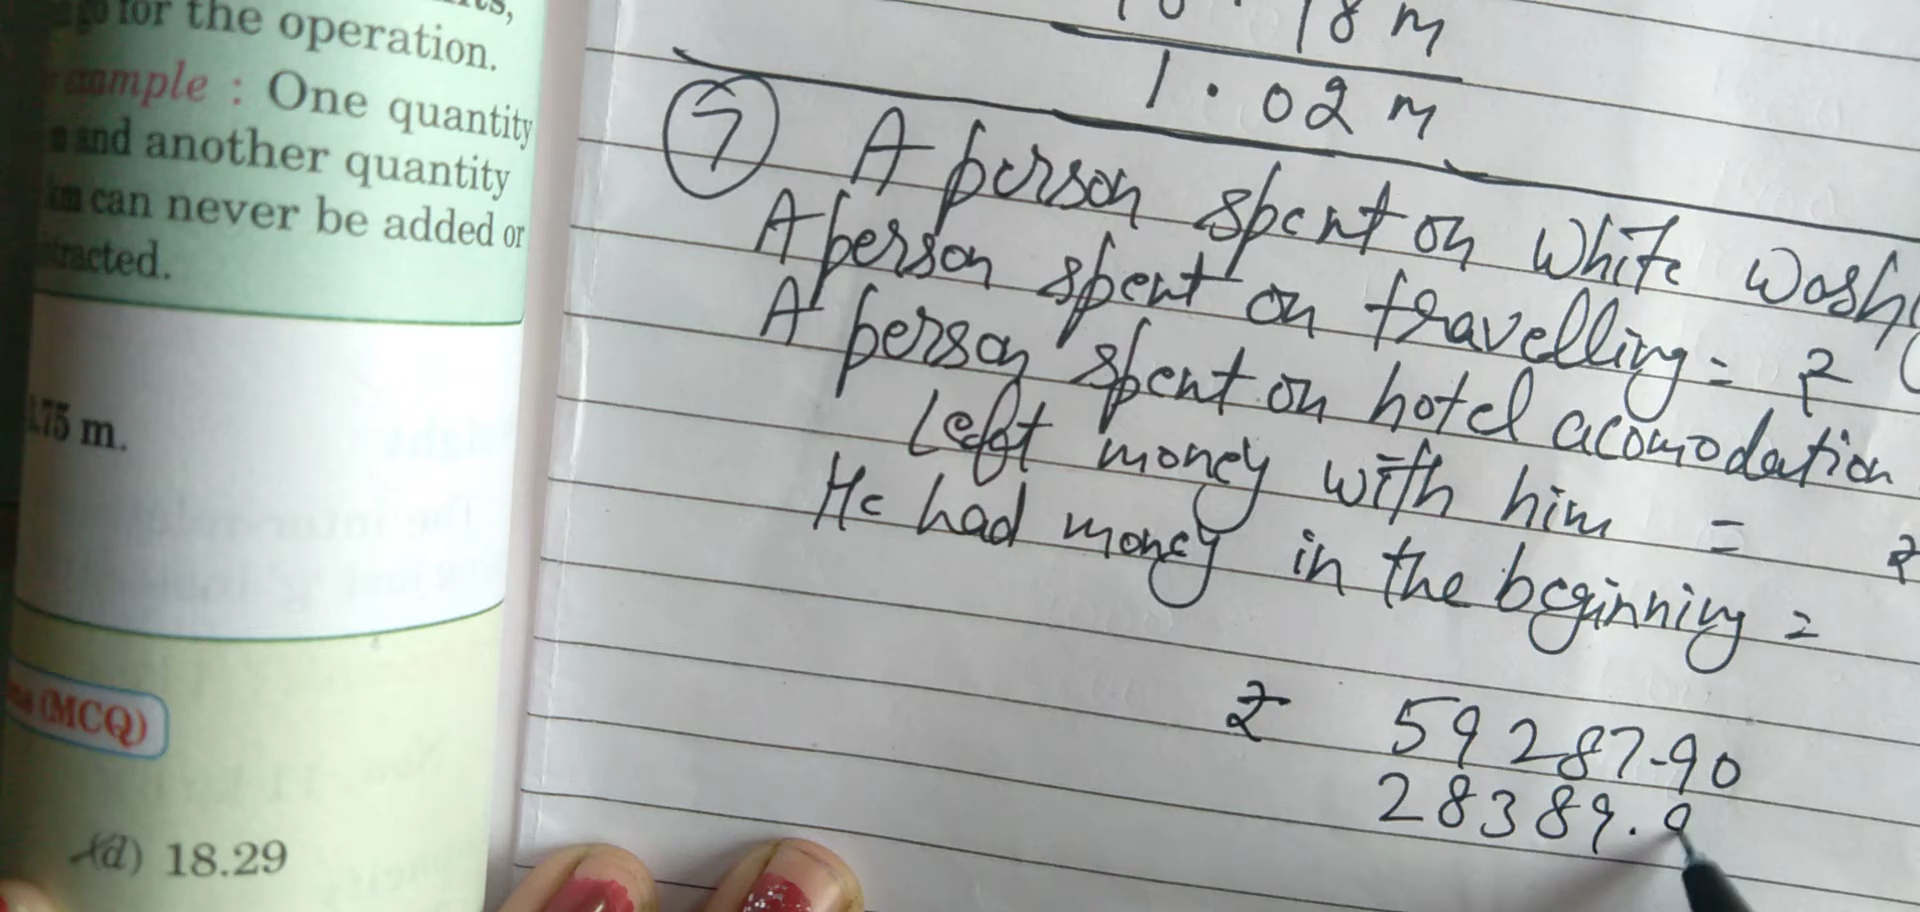 for the operation.
Example : One quantity
and another quantity
km can never be added or
.75 m.
(MCQ)
(d) 18.29
18 m
1.02 m
7 A person spent on white wash
A person spent on travelling = ₹
A person spent on hotel acomodation
Left money with him = ₹
He had money in the beginning =
₹ 59287.90
28389.9